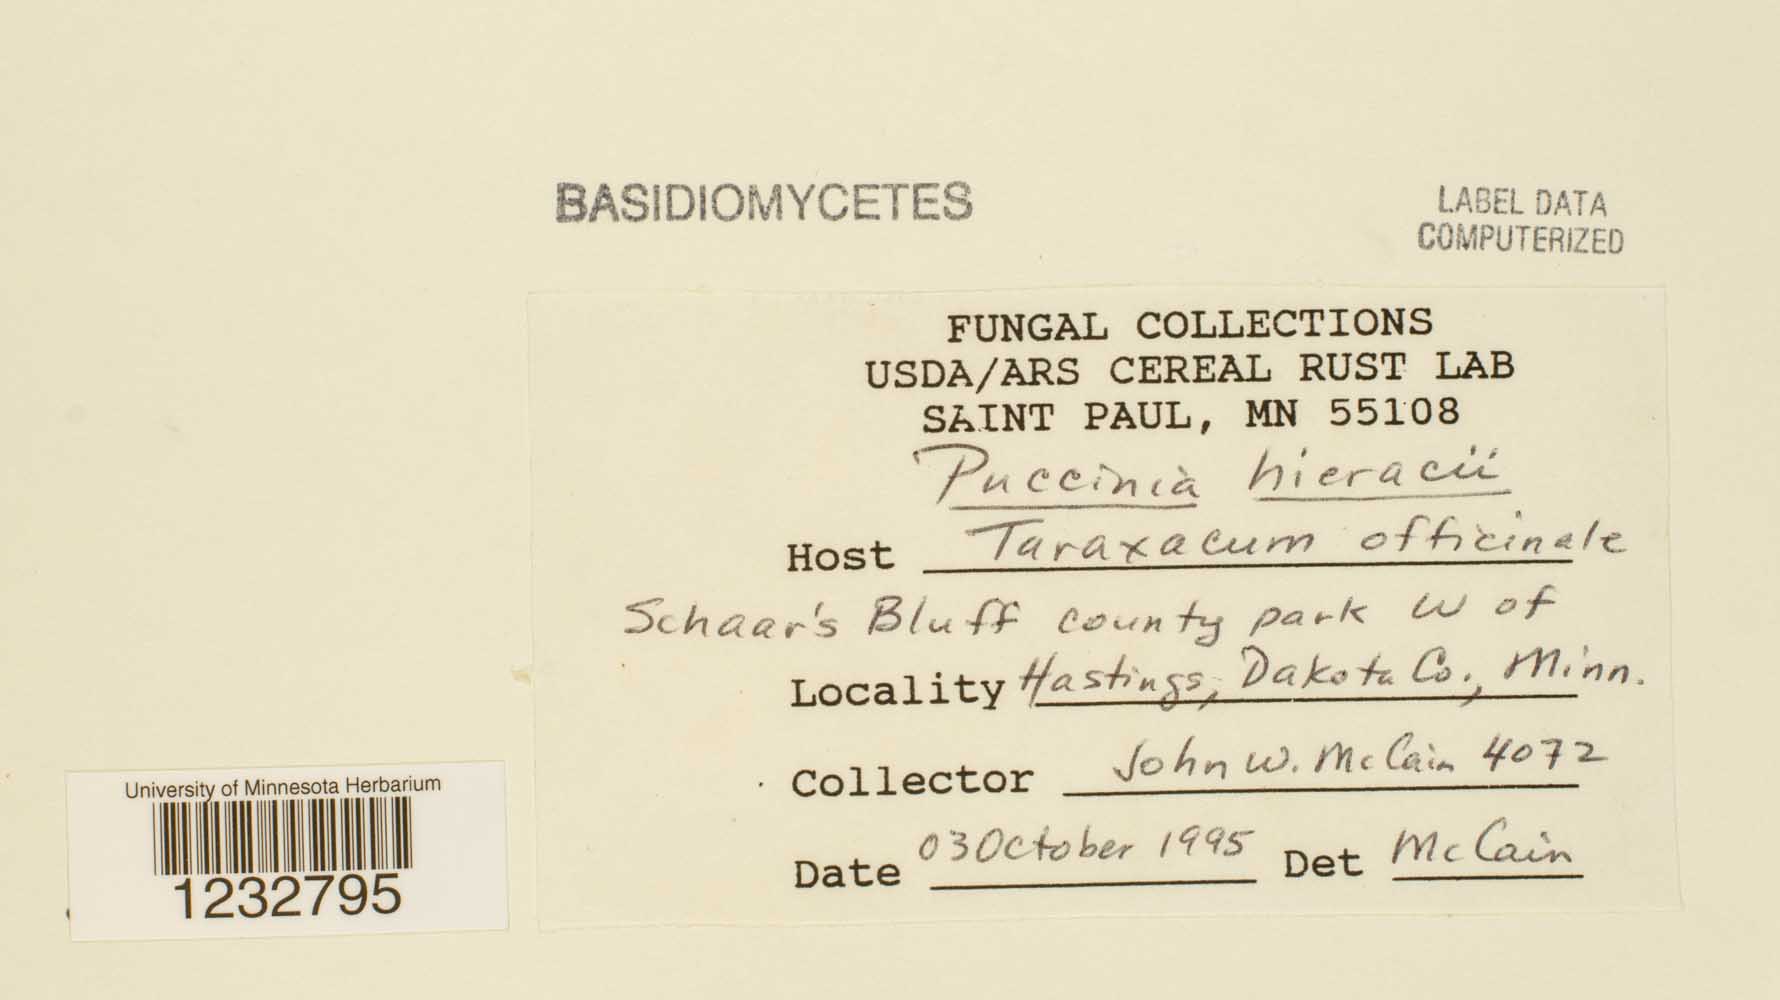 BASIDIOMYCETES
LABEL DATA
COMPUTERIZED
FUNGAL COLLECTIONS
USDA/ARS CEREAL RUST LAB
SAINT PAUL, MN 55108
Puccinia hieracii
Host Taraxacum officinale
Schaar's Bluff county park W of
Locality Hastings, Dakota Co., Minn.
Collector John W. McCain 4072
Date 03 October 1995 Det McCain
University of Minnesota Herbarium
1232795